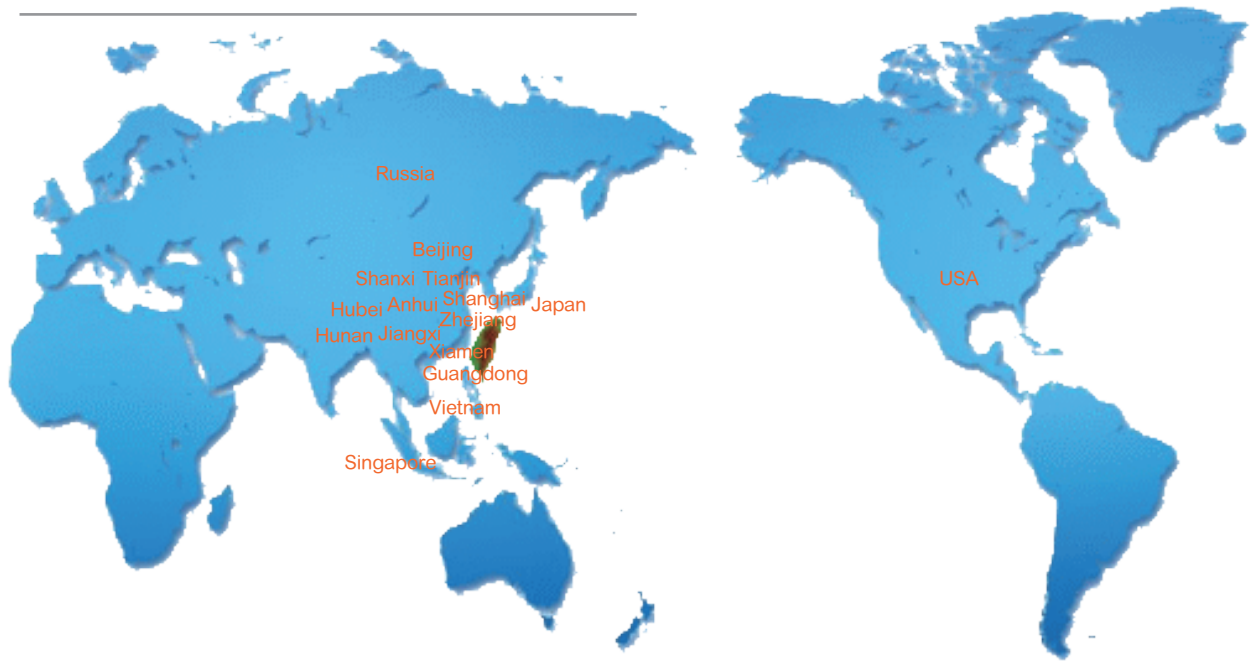 Russia
Beijing
Shanxi Tianjin
Hubei Anhui Shanghai Japan
Zhejiang
Hunan Jiangxi
Xiamen
Guangdong
Vietnam
Singapore
USA